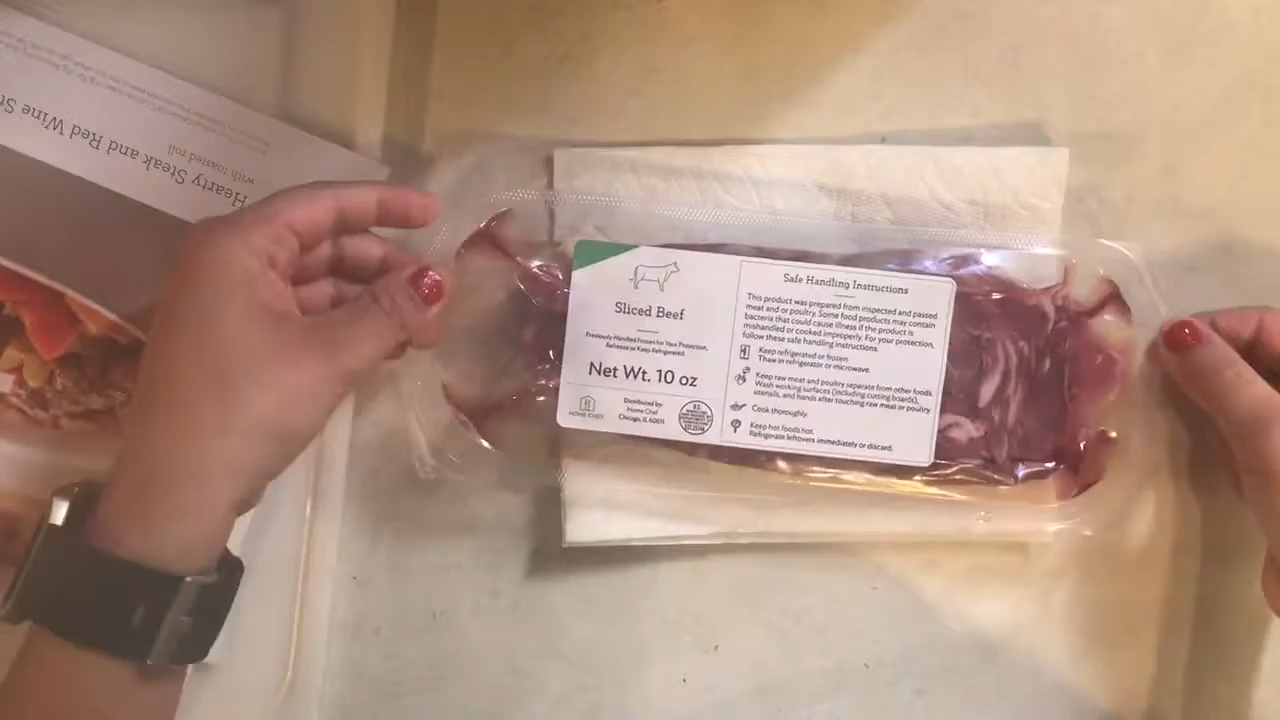 Hearty Steak and Red Wine St
with toasted roll
Sliced Beef
Previously Handled Frozen for Your Protection,
Refreeze or Keep Refrigerated
Net Wt. 10 oz
HOME CHEF
Distributed by:
Home Chef
Chicago, IL 60611
Safe Handling Instructions
This product was prepared from inspected and passed
meat and/or poultry. Some food products may contain
bacteria that could cause illness if the product is
mishandled or cooked improperly. For your protection,
follow these safe handling instructions.
Keep refrigerated or frozen.
Thaw in refrigerator or microwave.
Keep raw meat and poultry separate from other foods.
Wash working surfaces (including cutting boards),
utensils, and hands after touching raw meat or poultry.
Cook thoroughly.
Keep hot foods hot.
Refrigerate leftovers immediately or discard.